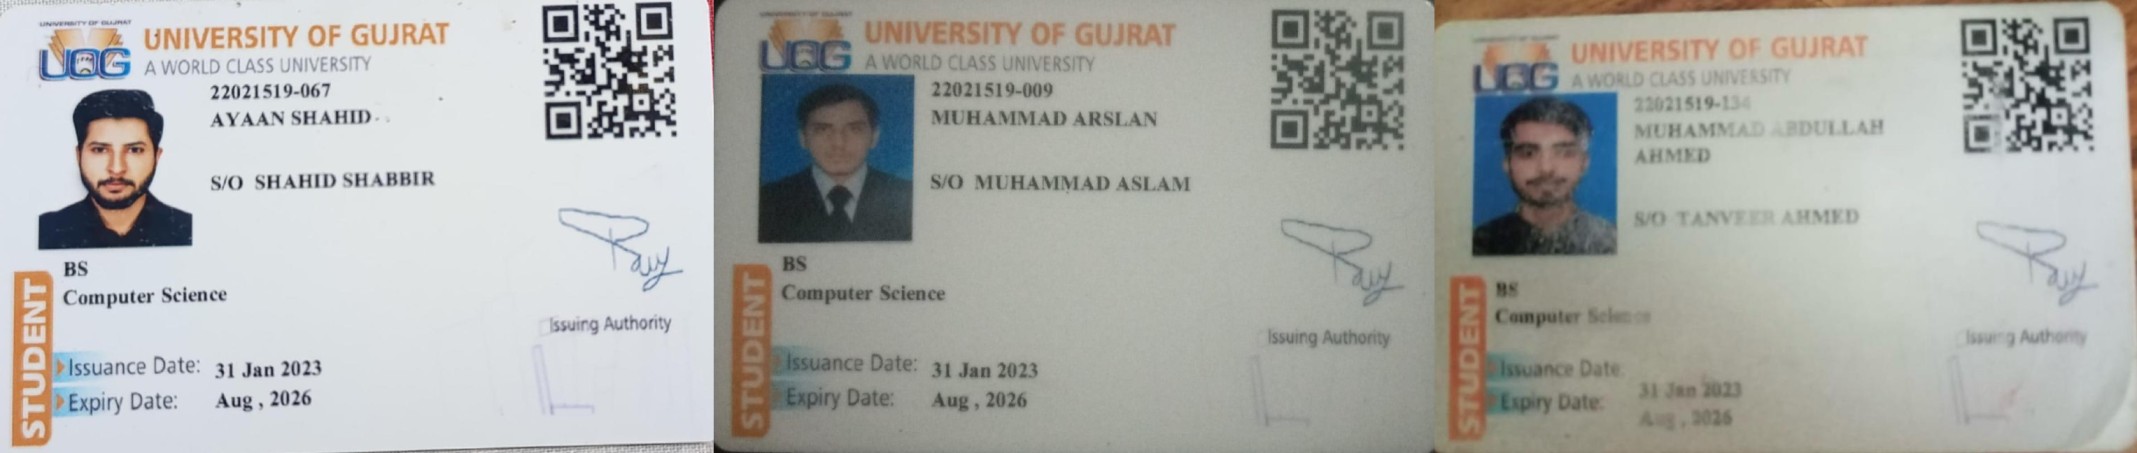 UNIVERSITY OF GUJRAT
UOG
UNIVERSITY OF GUJRAT
A WORLD CLASS UNIVERSITY
22021519-067
AYAAN SHAHID
S/O SHAHID SHABBIR
BS
Computer Science
STUDENT
Issuance Date: 31 Jan 2023
Expiry Date: Aug , 2026
Issuing Authority
UNIVERSITY OF GUJRAT
UOG
UNIVERSITY OF GUJRAT
A WORLD CLASS UNIVERSITY
22021519-009
MUHAMMAD ARSLAN
S/O MUHAMMAD ASLAM
BS
Computer Science
STUDENT
Issuance Date: 31 Jan 2023
Expiry Date: Aug , 2026
Issuing Authority
UNIVERSITY OF GUJRAT
UOG
UNIVERSITY OF GUJRAT
A WORLD CLASS UNIVERSITY
22021519-134
MUHAMMAD ABDULLAH
AHMED
S/O TANVEER AHMED
BS
Computer Science
STUDENT
Issuance Date:
31 Jan 2023
Expiry Date:
Aug , 2026
Issuing Authority